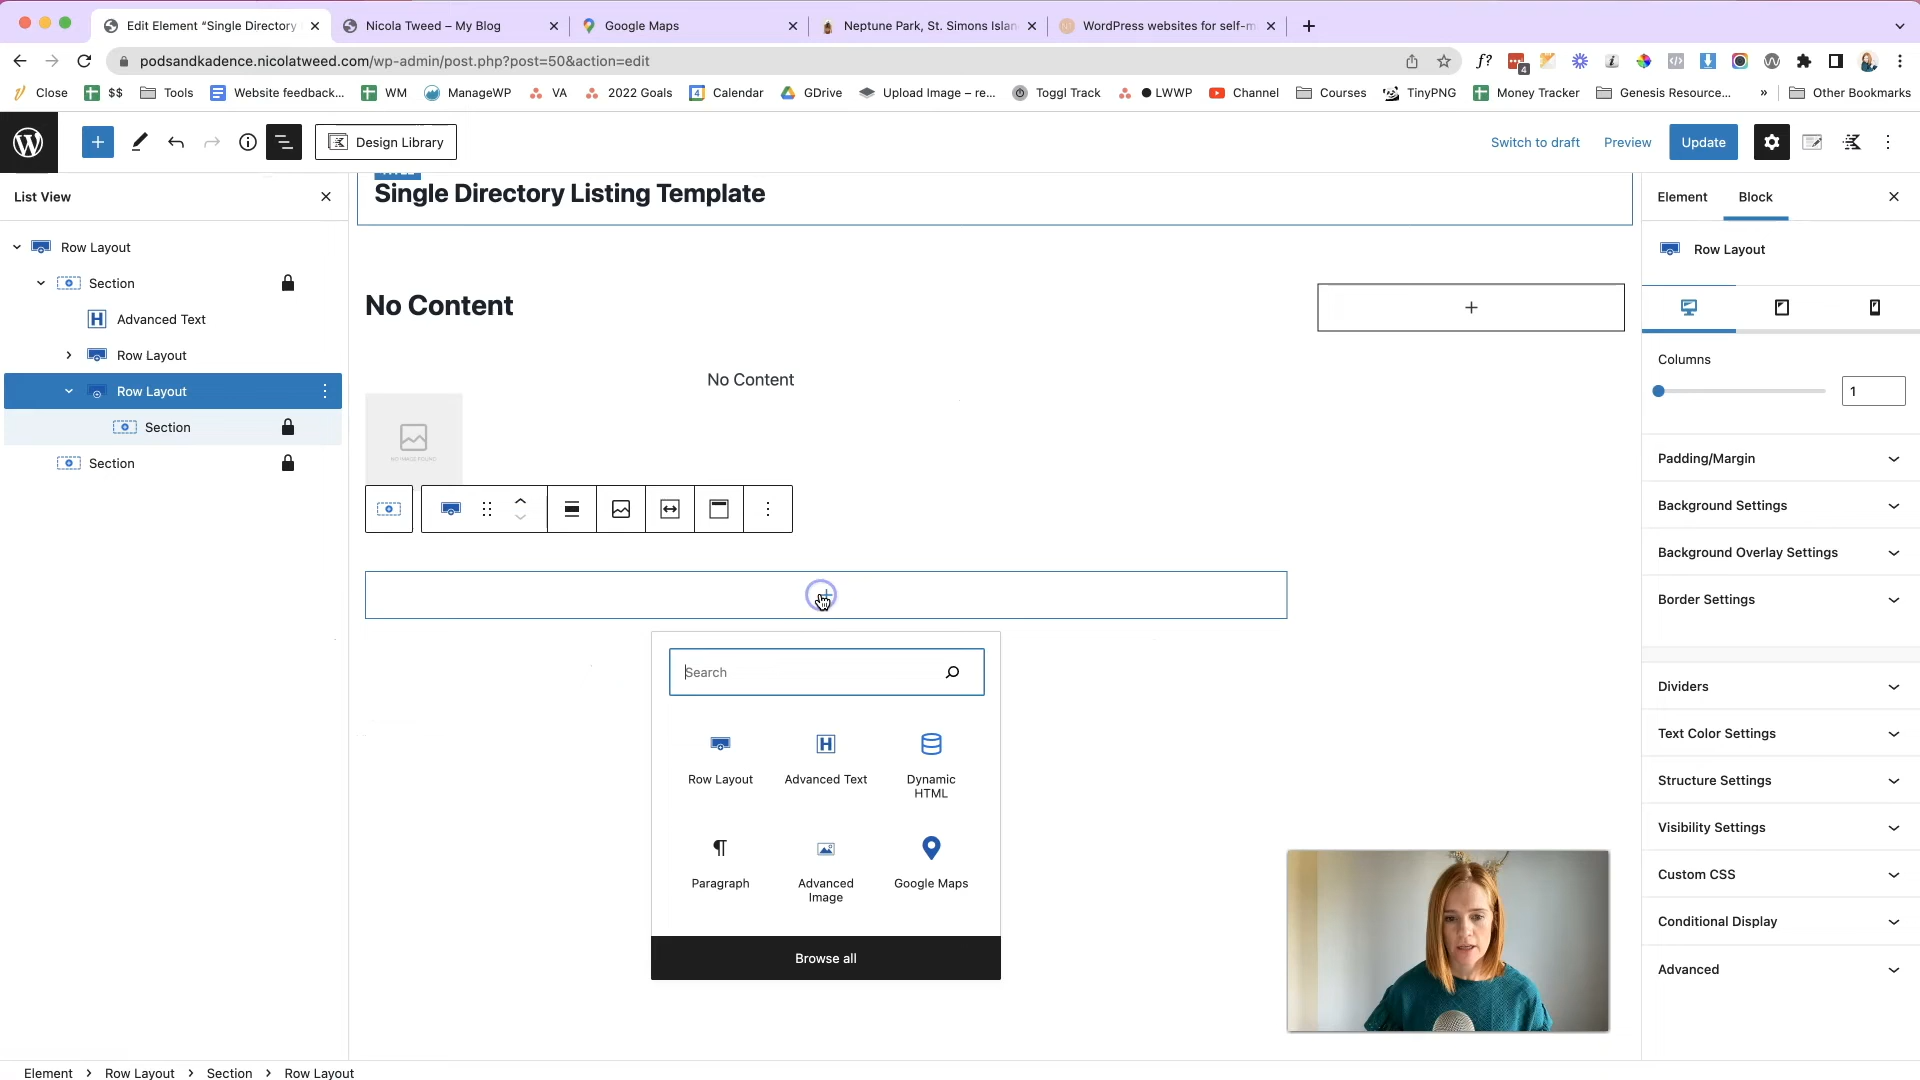 Edit Element “Single Directory
Nicola Tweed – My Blog
Google Maps
Neptune Park, St. Simons Islan
WordPress websites for self-m
podsandkadence.nicolatweed.com/wp-admin/post.php?post=50&action=edit
f?
4
Close
$$
Tools
Website feedback...
WM
ManageWP
VA
2022 Goals
Calendar
GDrive
Upload Image – re...
Toggl Track
LWWP
Channel
Courses
TinyPNG
Money Tracker
Genesis Resource...
»
Other Bookmarks
Design Library
Switch to draft
Preview
Update
List View
Row Layout
Section
Advanced Text
Row Layout
Row Layout
Section
Section
Single Directory Listing Template
No Content
No Content
NO IMAGE FOUND
Search
Row Layout
Advanced Text
Dynamic
HTML
Paragraph
Advanced
Image
Google Maps
Browse all
Element
Block
Row Layout
Columns
1
Padding/Margin
Background Settings
Background Overlay Settings
Border Settings
Dividers
Text Color Settings
Structure Settings
Visibility Settings
Custom CSS
Conditional Display
Advanced
Element > Row Layout > Section > Row Layout